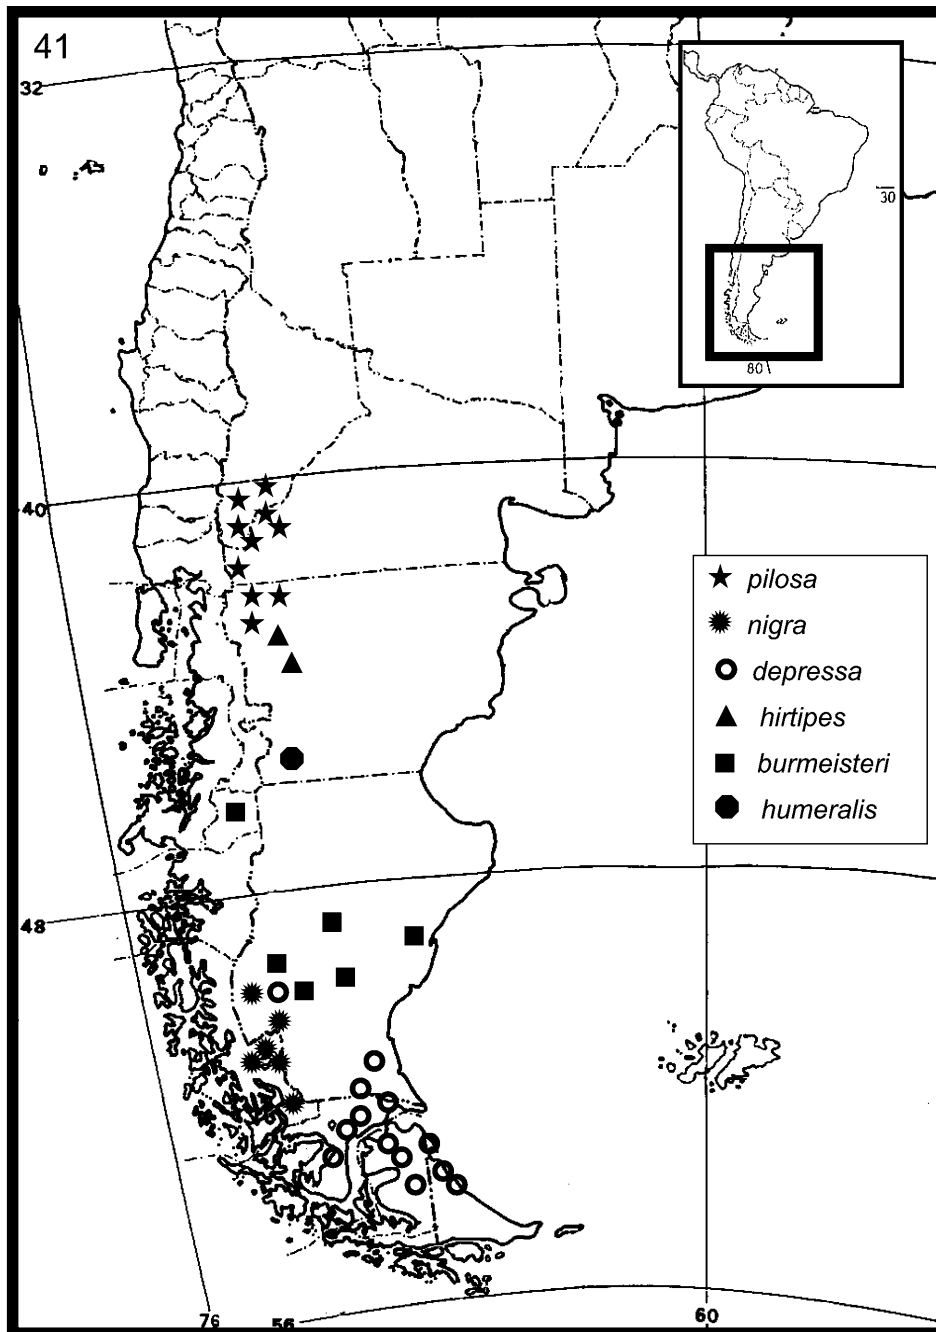 41
32
30
80
40
pilosa
nigra
depressa
hirtipes
burmeisteri
humeralis
48
76
56
60